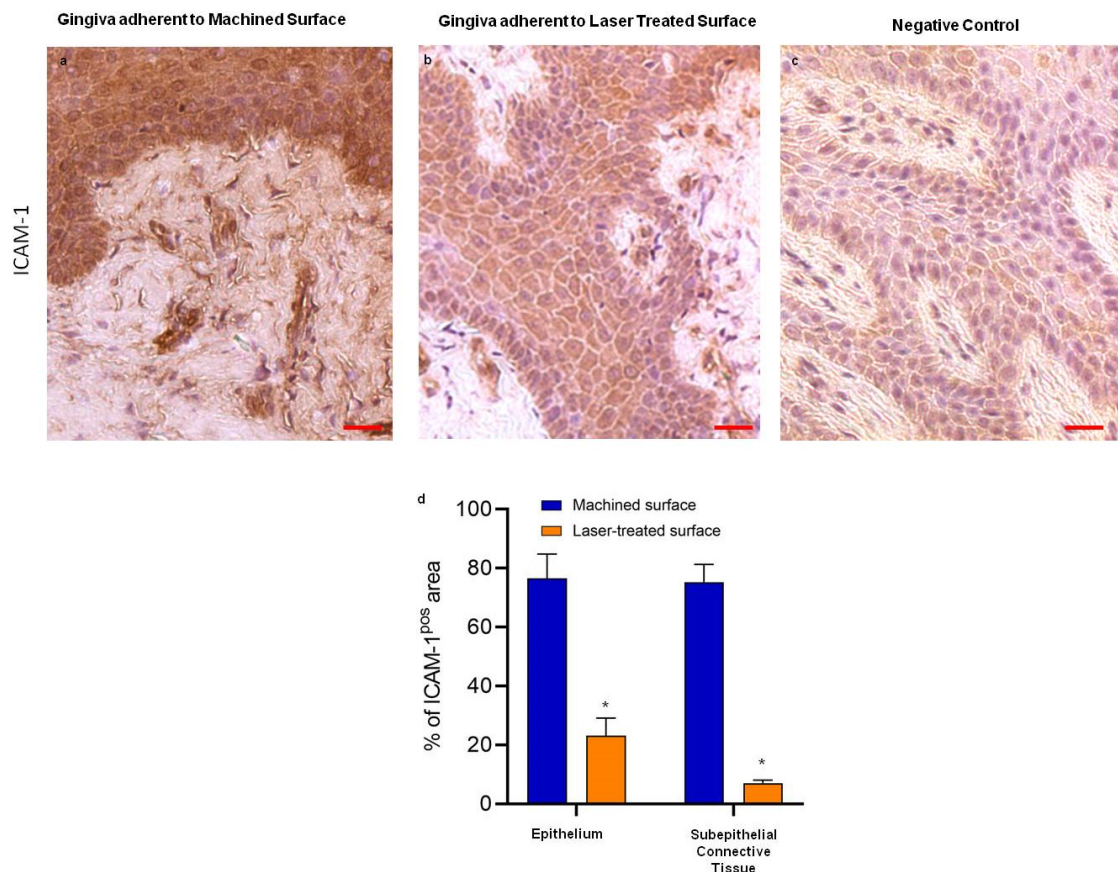 Gingiva adherent to Machined Surface
Gingiva adherent to Laser Treated Surface
Negative Control
a
b
c
ICAM-1
d
Machined surface
Laser-treated surface
% of ICAM-1pos area
100
80
60
40
20
0
*
*
Epithelium
Subepithelial
Connective
Tissue